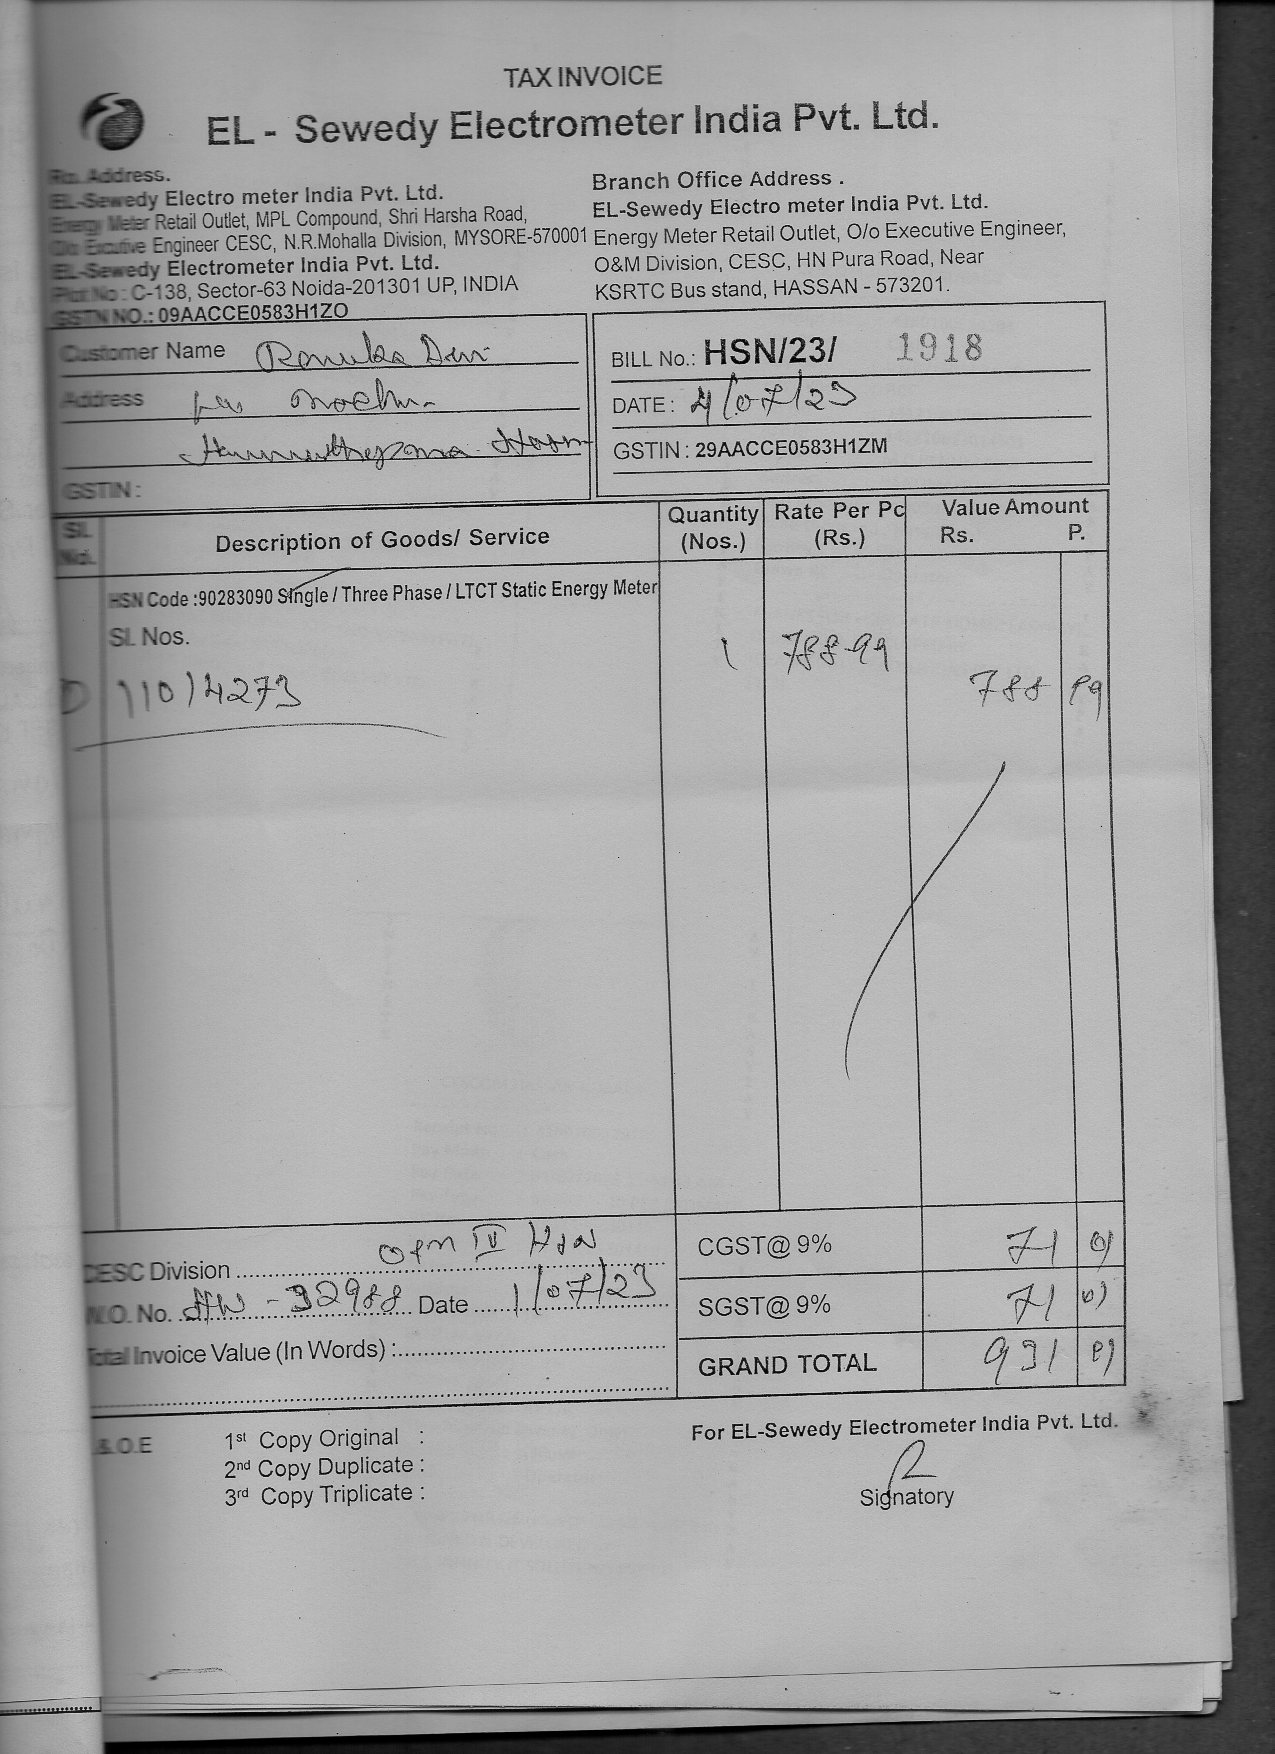 TAX INVOICE
EL - Sewedy Electrometer India Pvt. Ltd.
Address.
EL-Sewedy Electro meter India Pvt. Ltd.
Energy Meter Retail Outlet, MPL Compound, Shri Harsha Road,
Engineer CESC, N.R.Mohalla Division, MYSORE-570001
EL-Sewedy Electrometer India Pvt. Ltd.
Plot No : C-138, Sector-63 Noida-201301 UP, INDIA
GSTN NO.: 09AACCE0583H1ZO
Branch Office Address .
EL-Sewedy Electro meter India Pvt. Ltd.
Energy Meter Retail Outlet, O/o Executive Engineer,
O&M Division, CESC, HN Pura Road, Near
KSRTC Bus stand, HASSAN - 573201.
Customer Name
Address
GSTIN :
BILL No.: HSN/23/ 1918
DATE : 4/07/23
GSTIN : 29AACCE0583H1ZM
Sl. No. Description of Goods/ Service Quantity (Nos.) Rate Per Pc (Rs.) Value Amount Rs. P.
HSN Code :90283090 Single / Three Phase / LTCT Static Energy Meter
Sl. Nos.
1 788-99
788 99
CESC Division
No. 32988 Date 1/07/23
Total Invoice Value (In Words) :
CGST@ 9% 71 01
SGST@ 9% 71 01
GRAND TOTAL 931 01
& O.E
1st Copy Original :
2nd Copy Duplicate :
3rd Copy Triplicate :
For EL-Sewedy Electrometer India Pvt. Ltd.
Signatory